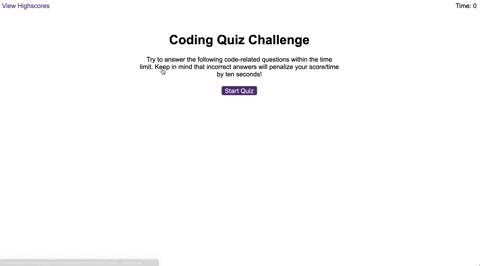 View Highscores
Time: 0
Coding Quiz Challenge
Try to answer the following code-related questions within the time
limit. Keep in mind that incorrect answers will penalize your score/time
by ten seconds!
Start Quiz